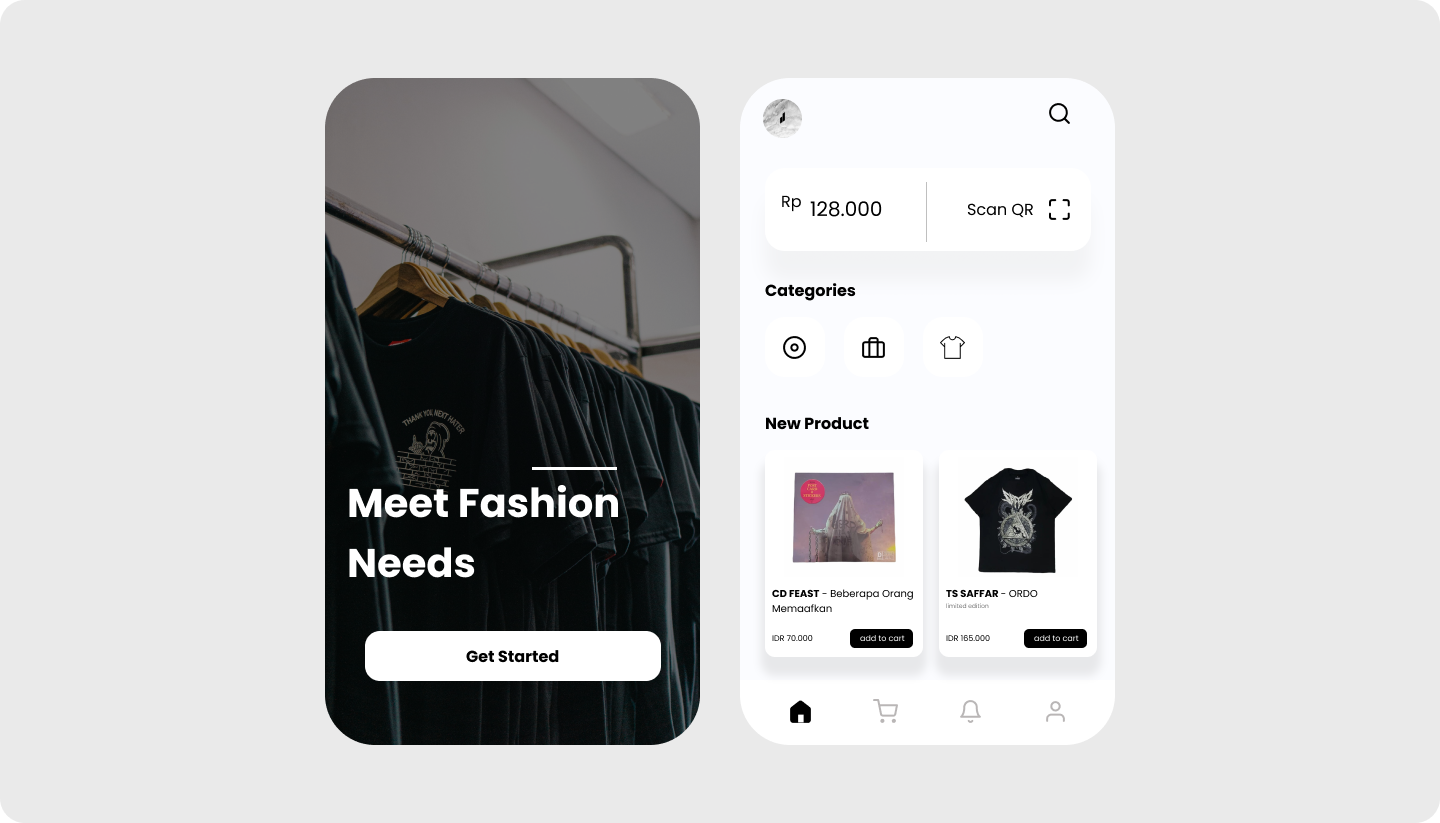 THANK YOU, NEXT HATER
Meet Fashion
Needs
Get Started
Rp 128.000
Scan QR
Categories
New Product
CD FEAST - Beberapa Orang
Memaafkan
IDR 70.000
add to cart
TS SAFFAR - ORDO
limited edition
IDR 165.000
add to cart